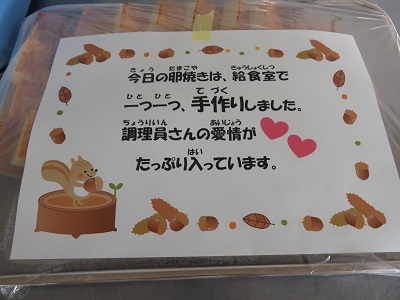 今日の卵焼きは、給食室で
一つ一つ、手作りしました。
調理員さんの愛情が
たっぷり入っています。